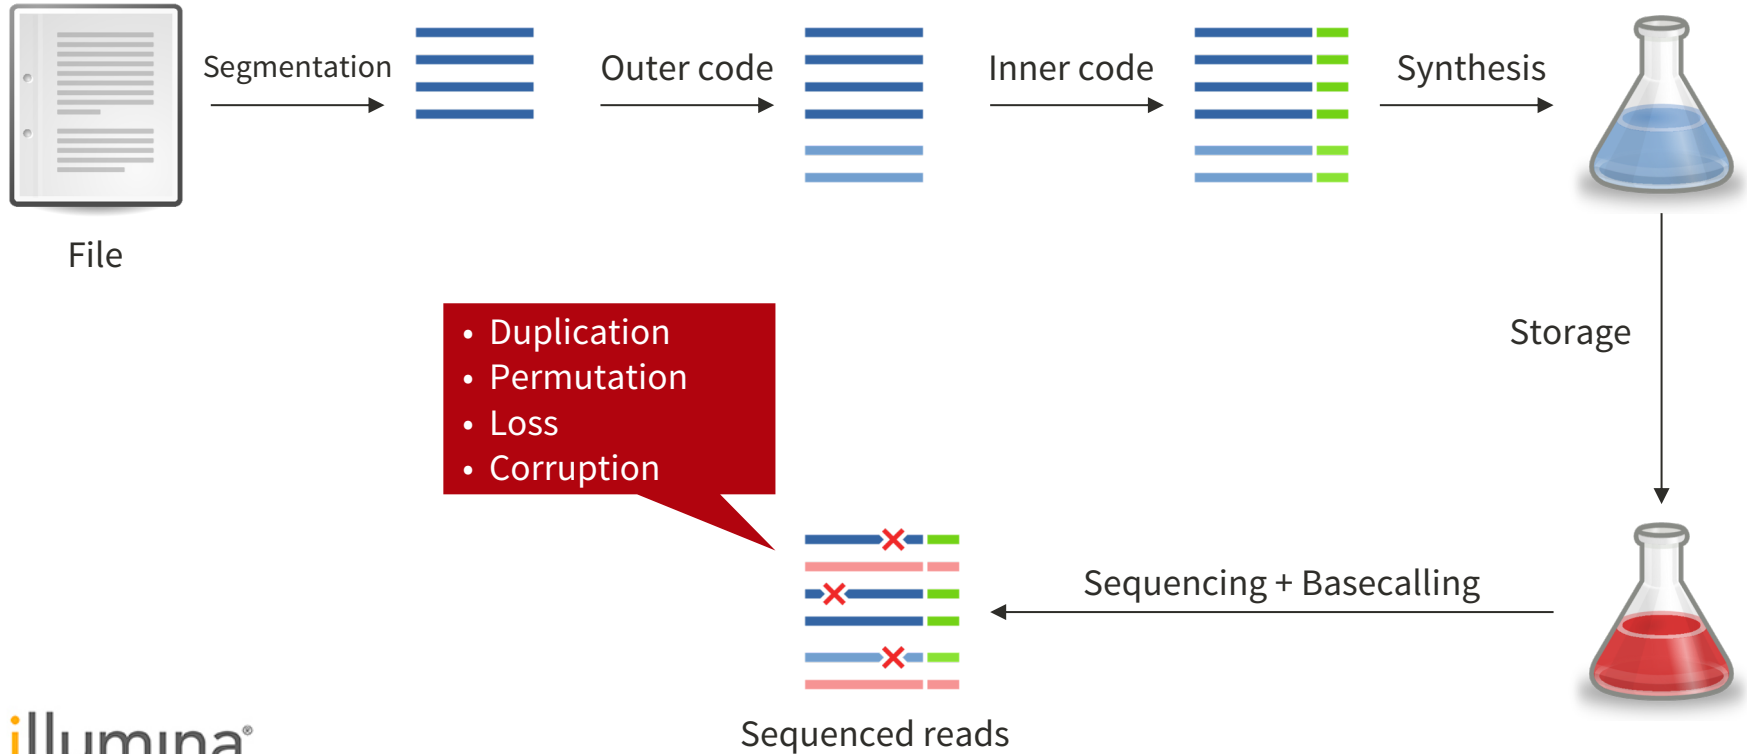 Segmentation
Outer code
Inner code
Synthesis
File
Storage
• Duplication
• Permutation
• Loss
• Corruption
Sequencing + Basecalling
Sequenced reads
illumina®